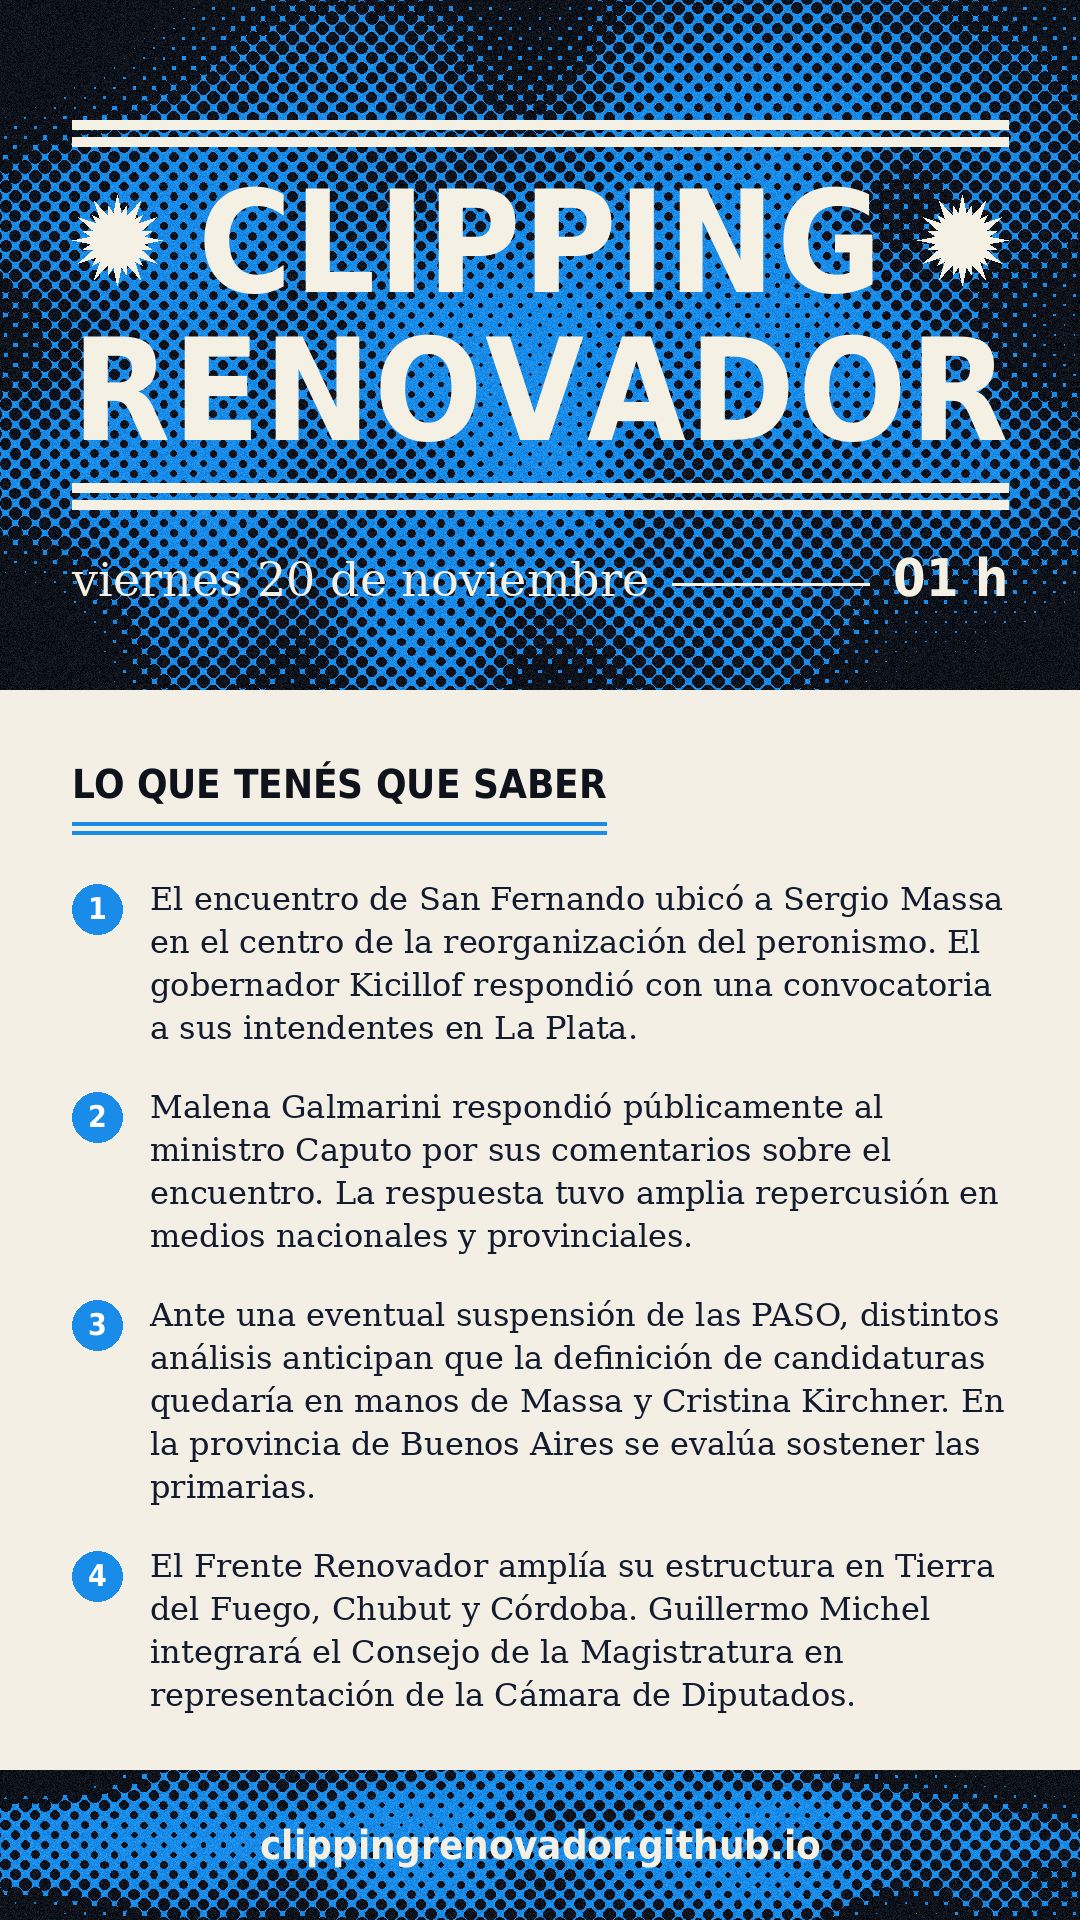 CLIPPING
RENOVADOR
viernes 20 de noviembre 01 h
LO QUE TENÉS QUE SABER
1 El encuentro de San Fernando ubicó a Sergio Massa
en el centro de la reorganización del peronismo. El
gobernador Kicillof respondió con una convocatoria
a sus intendentes en La Plata.
2 Malena Galmarini respondió públicamente al
ministro Caputo por sus comentarios sobre el
encuentro. La respuesta tuvo amplia repercusión en
medios nacionales y provinciales.
3 Ante una eventual suspensión de las PASO, distintos
análisis anticipan que la definición de candidaturas
quedaría en manos de Massa y Cristina Kirchner. En
la provincia de Buenos Aires se evalúa sostener las
primarias.
4 El Frente Renovador amplía su estructura en Tierra
del Fuego, Chubut y Córdoba. Guillermo Michel
integrará el Consejo de la Magistratura en
representación de la Cámara de Diputados.
clippingrenovador.github.io